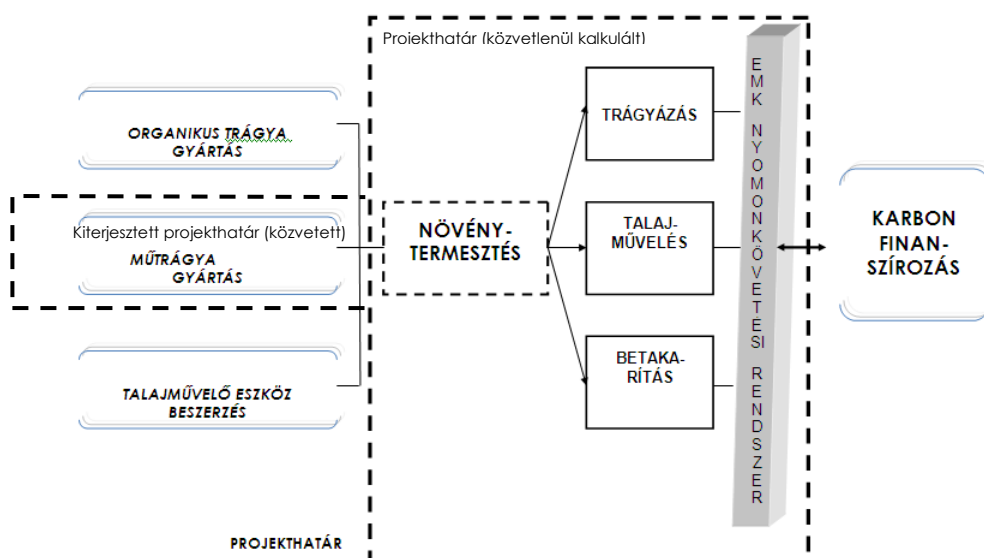 Projekthatár (közvetlenül kalkulált)
ORGANIKUS TRÁGYA
GYÁRTÁS
Kiterjesztett projekthatár (közvetett)
MŰTRÁGYA
GYÁRTÁS
TALAJMŰVELŐ ESZKÖZ
BESZERZÉS
NÖVÉNY-
TERMESZTÉS
TRÁGYÁZÁS
TALAJ-
MŰVELÉS
BETAKA-
RÍTÁS
EMK NYOMONKÖVETÉSI RENDSZER
KARBON
FINAN-
SZÍROZÁS
PROJEKTHATÁR